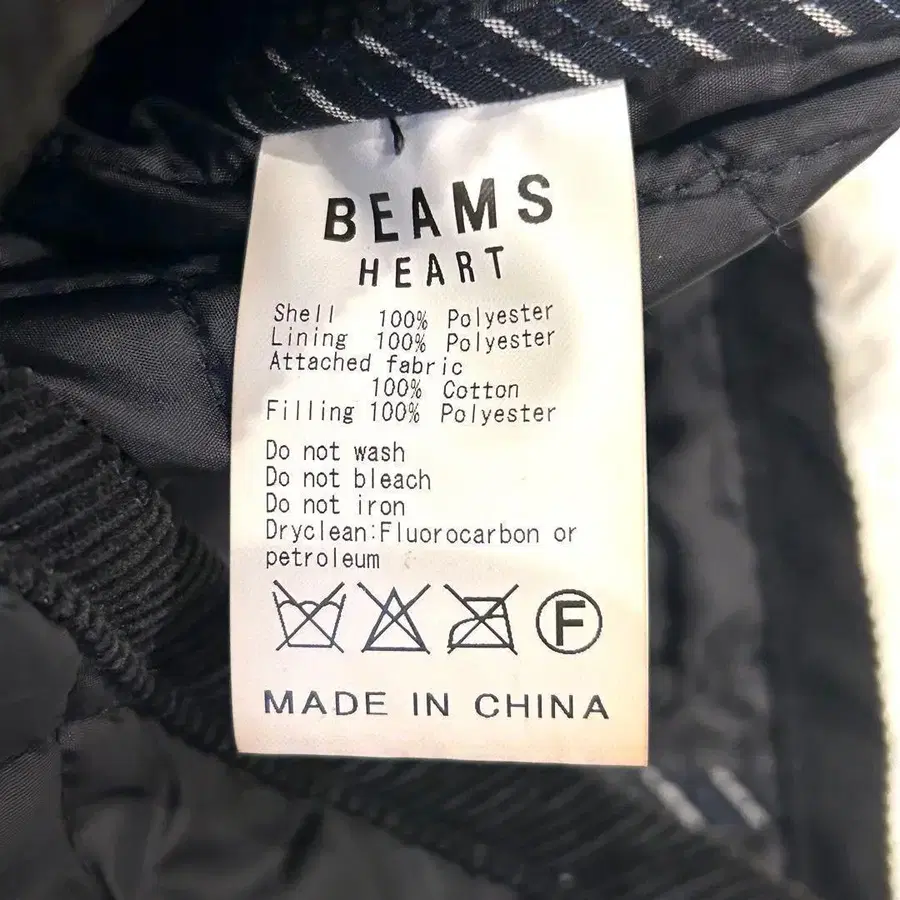 BEAMS
HEART
Shell 100% Polyester
Lining 100% Polyester
Attached fabric
100% Cotton
Filling 100% Polyester
Do not wash
Do not bleach
Do not iron
Dryclean:Fluorocarbon or
petroleum
F
MADE IN CHINA